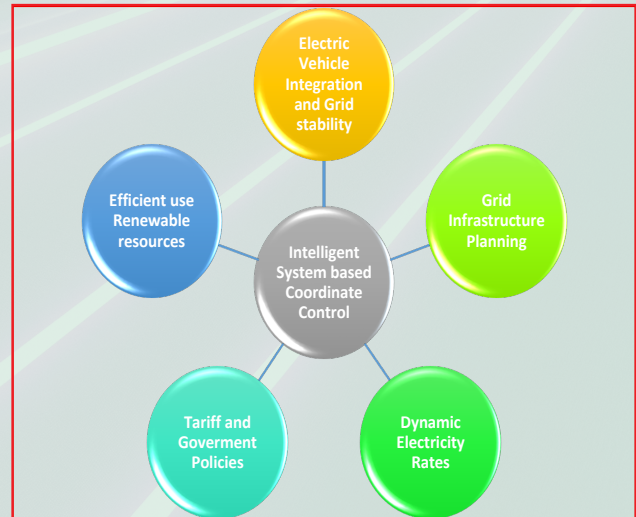 Electric
Vehicle
Integration
and Grid
stability
Efficient use
Renewable
resources
Grid
Infrastructure
Planning
Intelligent
System based
Coordinate
Control
Tariff and
Goverment
Policies
Dynamic
Electricity
Rates